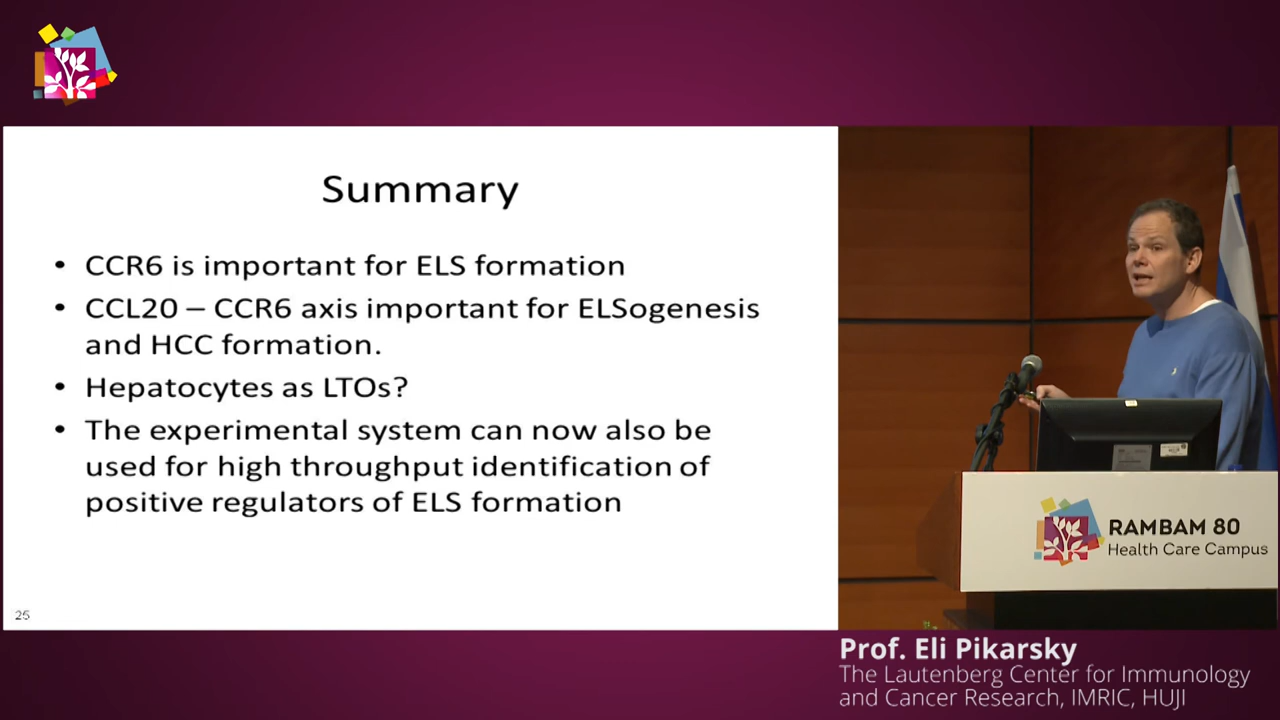 Summary
• CCR6 is important for ELS formation
• CCL20 – CCR6 axis important for ELSogenesis
and HCC formation.
• Hepatocytes as LTOs?
• The experimental system can now also be
used for high throughput identification of
positive regulators of ELS formation
25
RAMBAM 80
Health Care Campus
Prof. Eli Pikarsky
The Lautenberg Center for Immunology
and Cancer Research, IMRIC, HUJI